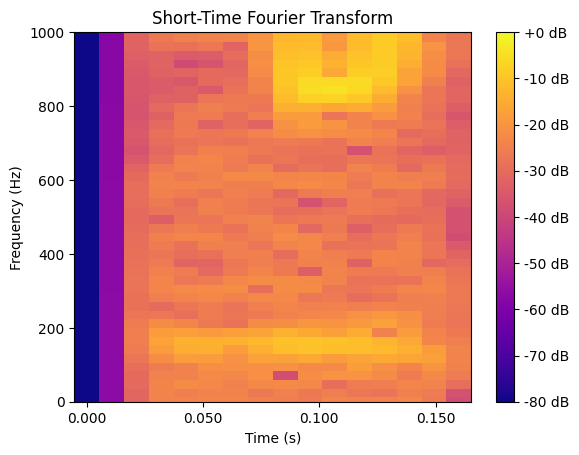 Short-Time Fourier Transform
Frequency (Hz)
1000
800
600
400
200
0
0.000
0.050
0.100
0.150
Time (s)
+0 dB
-10 dB
-20 dB
-30 dB
-40 dB
-50 dB
-60 dB
-70 dB
-80 dB